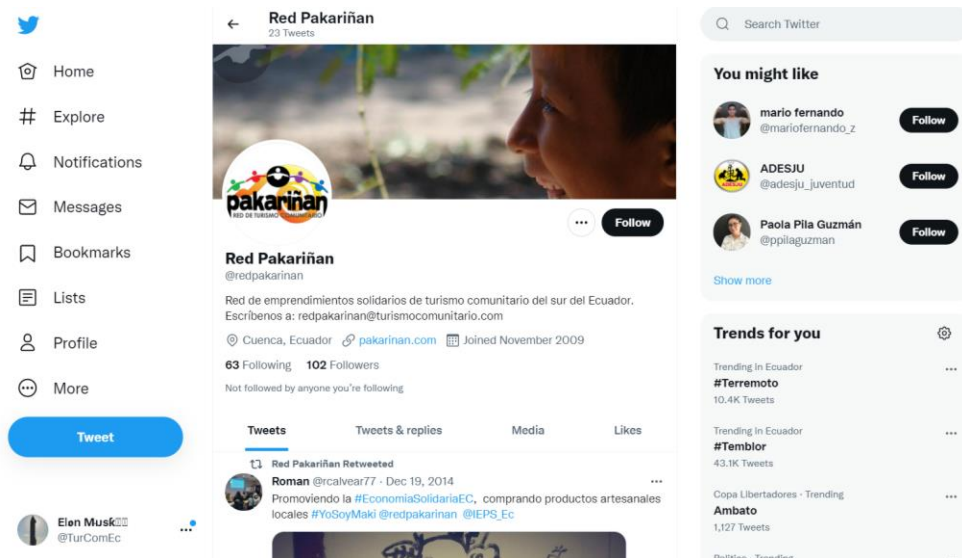 Home
Explore
Notifications
Messages
Bookmarks
Lists
Profile
More
Tweet
Eløn Musk
@TurComEc
Red Pakariñan
23 Tweets
pakariñan
RED DE TURISMO COMUNITARIO
Follow
Red Pakariñan
@redpakarinan
Red de emprendimientos solidarios de turismo comunitario del sur del Ecuador.
Escríbenos a: redpakarinan@turismocomunitario.com
Cuenca, Ecuador pakarinan.com Joined November 2009
63 Following 102 Followers
Not followed by anyone you're following
Tweets Tweets & replies Media Likes
Red Pakariñan Retweeted
Roman @rcalvear77 · Dec 19, 2014
Promoviendo la #EconomíaSolidariaEC, comprando productos artesanales
locales #YoSoyMaki @redpakarinan @IEPS_Ec
Search Twitter
You might like
mario fernando
@mariofernando_z
Follow
ADESJU
ADESJU
@adesju_juventud
Follow
Paola Pila Guzmán
@ppilaguzman
Follow
Show more
Trends for you
Trending In Ecuador
#Terremoto
10.4K Tweets
Trending In Ecuador
#Temblor
43.1K Tweets
Copa Libertadores · Trending
Ambato
1,127 Tweets
Politics · Trending